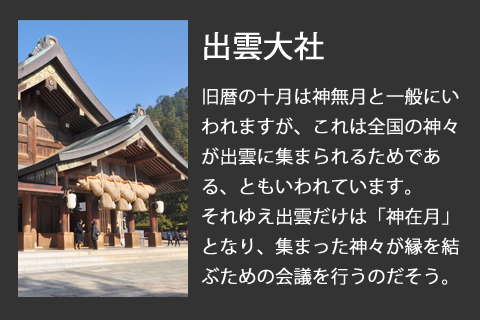 出雲大社
旧暦の十月は神無月と一般にい
われますが、これは全国の神々
が出雲に集まられるためであ
る、ともいわれています。
それゆえ出雲だけは「神在月」
となり、集まった神々が縁を結
ぶための会議を行うのだそう。